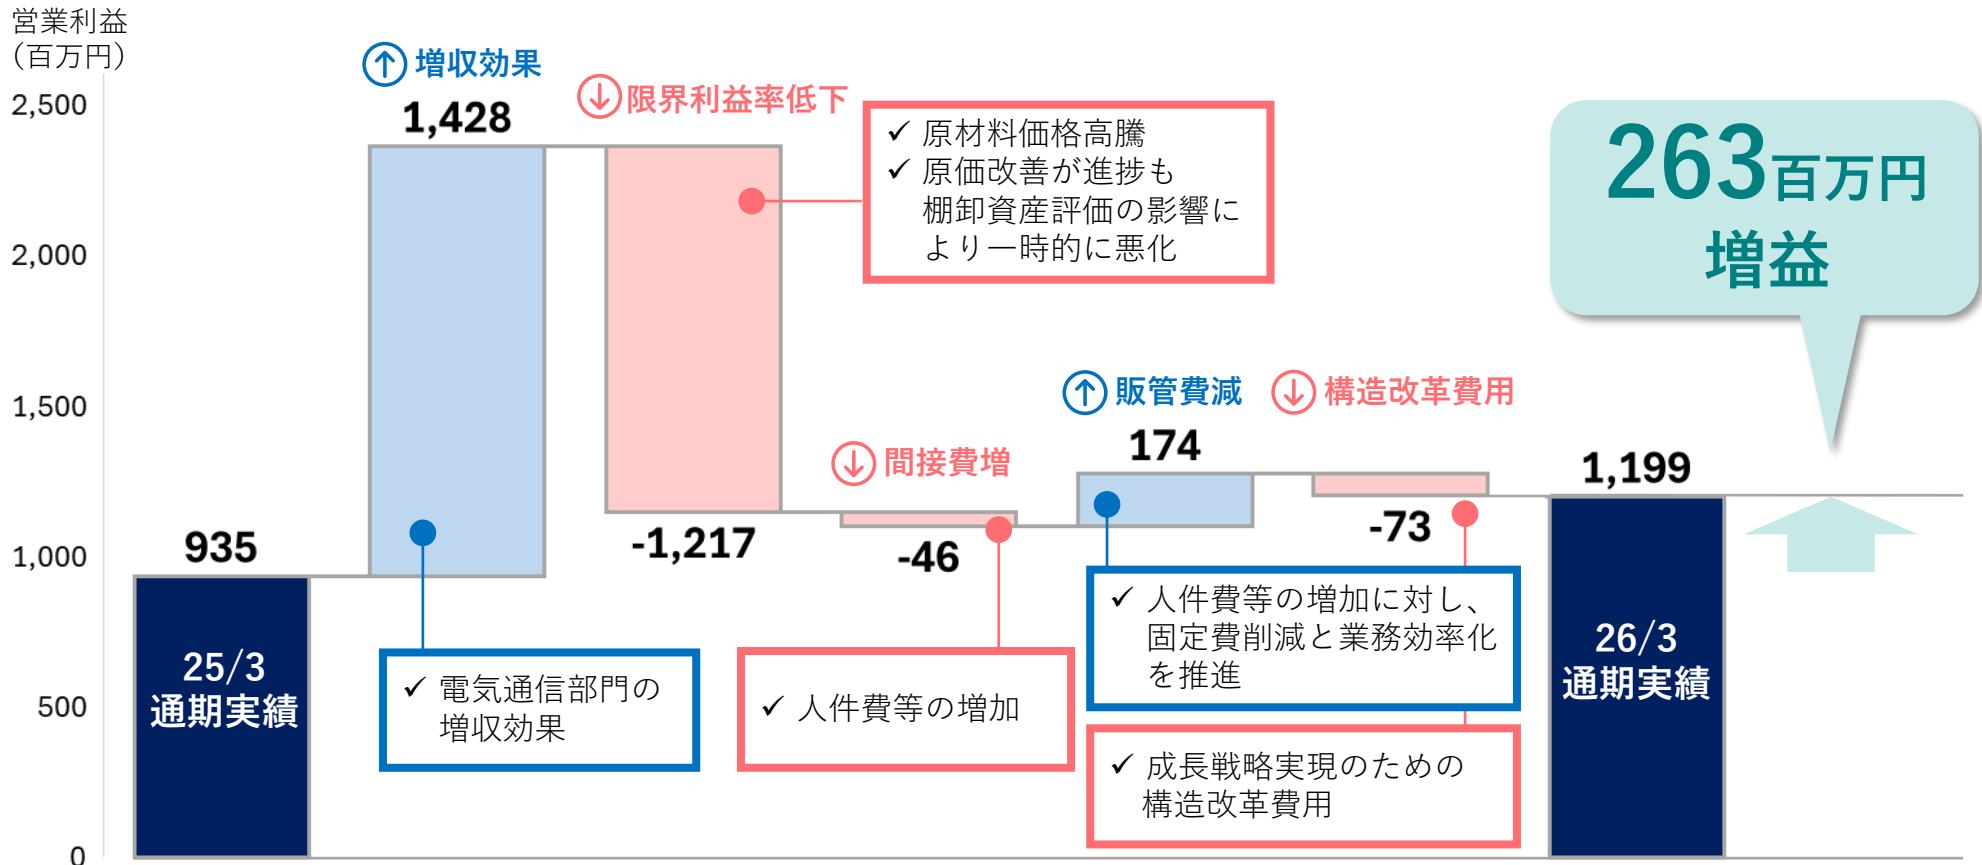 営業利益
(百万円)
2,500
2,000
1,500
1,000
500
0
935
25/3
通期実績
増収効果
1,428
✓ 電気通信部門の
増収効果
限界利益率低下
-1,217
✓ 原材料価格高騰
✓ 原価改善が進捗も
棚卸資産評価の影響に
より一時的に悪化
間接費増
-46
✓ 人件費等の増加
販管費減
174
✓ 人件費等の増加に対し、
固定費削減と業務効率化
を推進
構造改革費用
-73
✓ 成長戦略実現のための
構造改革費用
1,199
26/3
通期実績
263百万円
増益